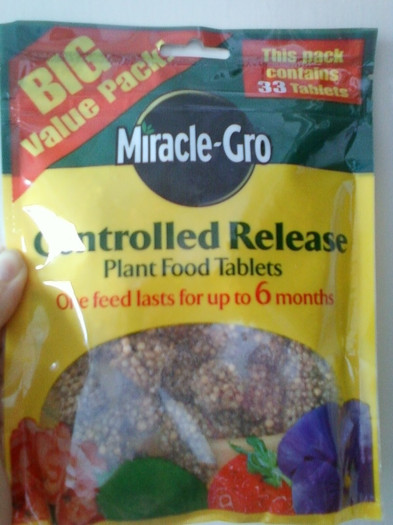 BIG
Value Pack!
This pack
contains
33 Tablets
Miracle-Gro
Controlled Release
Plant Food Tablets
One feed lasts for up to 6 months